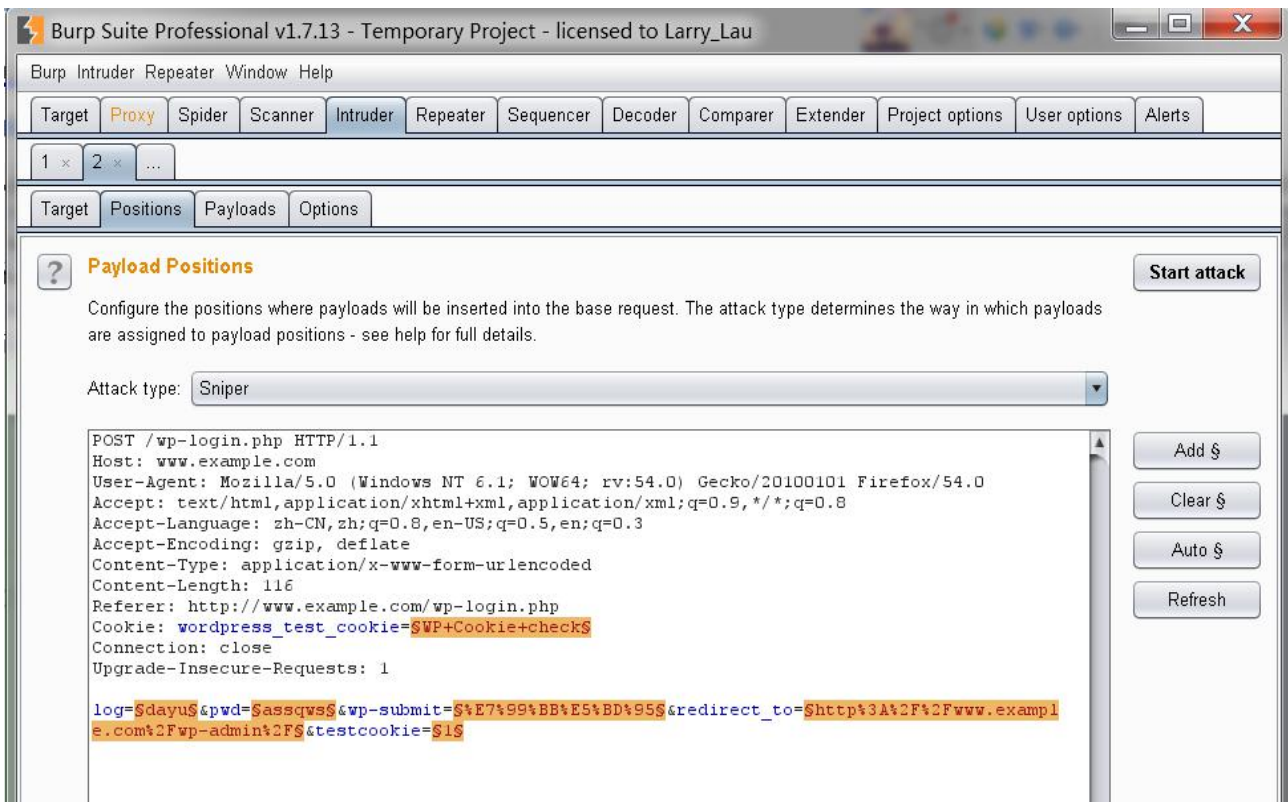 Burp Suite Professional v1.7.13 - Temporary Project - licensed to Larry_Lau
Burp Intruder Repeater Window Help
Target Proxy Spider Scanner Intruder Repeater Sequencer Decoder Comparer Extender Project options User options Alerts
1 × 2 × ...
Target Positions Payloads Options
? Payload Positions
Start attack
Configure the positions where payloads will be inserted into the base request. The attack type determines the way in which payloads
are assigned to payload positions - see help for full details.
Attack type: Sniper
POST /wp-login.php HTTP/1.1
Host: www.example.com
User-Agent: Mozilla/5.0 (Windows NT 6.1; WOW64; rv:54.0) Gecko/20100101 Firefox/54.0
Accept: text/html,application/xhtml+xml,application/xml;q=0.9,*/*;q=0.8
Accept-Language: zh-CN,zh;q=0.8,en-US;q=0.5,en;q=0.3
Accept-Encoding: gzip, deflate
Content-Type: application/x-www-form-urlencoded
Content-Length: 116
Referer: http://www.example.com/wp-login.php
Cookie: wordpress_test_cookie=§WP+Cookie+check§
Connection: close
Upgrade-Insecure-Requests: 1
log=§dayu§&pwd=§assqws§&wp-submit=§%E7%99%BB%E5%BD%95§&redirect_to=§http%3A%2F%2Fwww.exampl
e.com%2Fwp-admin%2F§&testcookie=§1§
Add §
Clear §
Auto §
Refresh